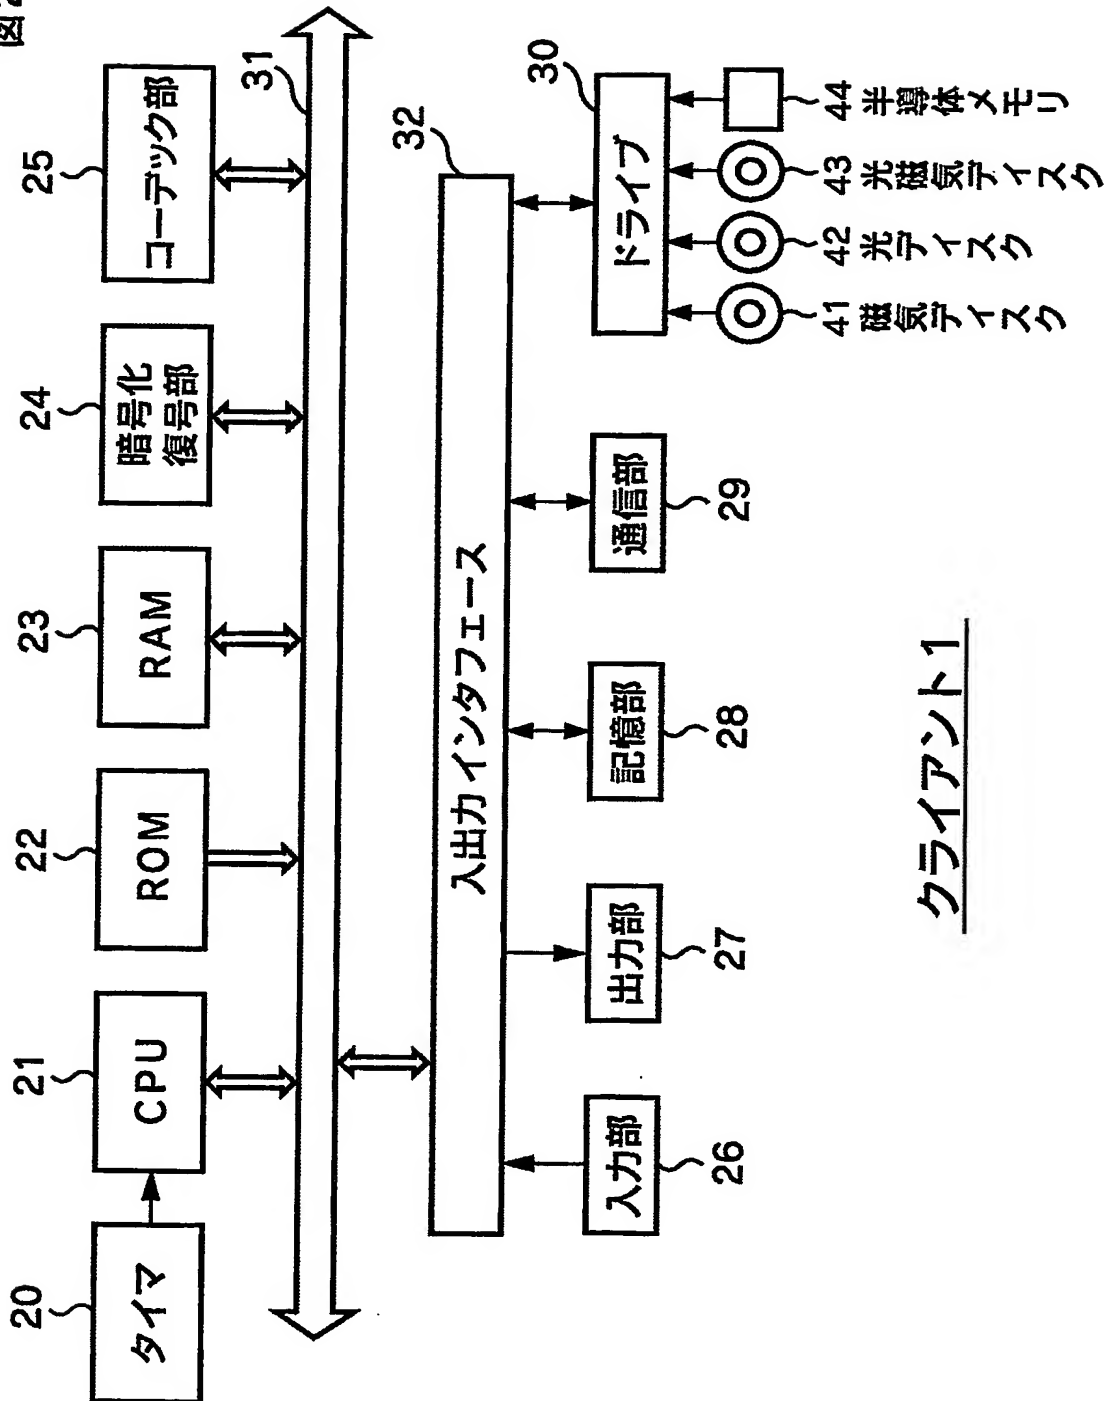 図2
20
タイマ
21
CPU
22
ROM
23
RAM
24
暗号化
復号部
25
コーデック部
31
32
入出力インタフェース
26
入力部
27
出力部
28
記憶部
29
通信部
30
ドライブ
41 磁気ディスク
42 光ディスク
43 光磁気ディスク
44 半導体メモリ
クライアント1